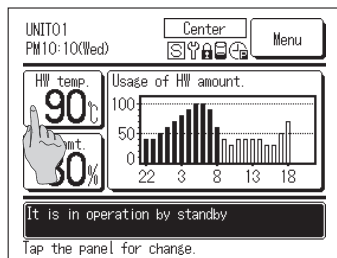 UNIT01
Center
Menu
PM10:10(Wed)
S P
HW temp.
90℃
Usage of HW amount.
100
50
0
22 3 8 13 18
mt.
0%
It is in operation by standby
Tap the panel for change.